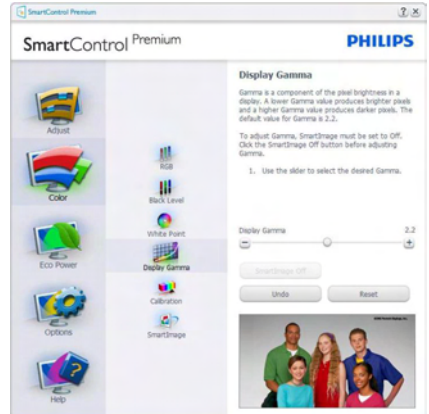 SmartControl Premium
SmartControl Premium
PHILIPS
Adjust
Color
Eco Power
Options
Help
RGB
Black Level
White Point
Display Gamma
Calibration
SmartImage
Display Gamma
Gamma is a component of the pixel brightness in a
display. A lower Gamma value produces brighter pixels
and a higher Gamma value produces darker pixels. The
default value for Gamma is 2.2.
To adjust Gamma, SmartImage must be set to Off.
Click the SmartImage Off button before adjusting
Gamma.
1. Use the slider to select the desired Gamma.
Display Gamma 2.2
SmartImage Off
Undo Reset